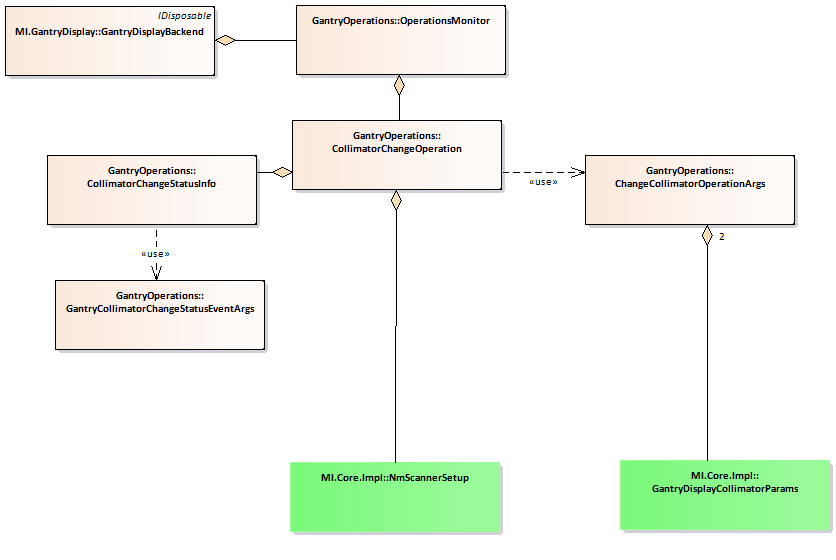 IDisposable
MI.GantryDisplay::GantryDisplayBackend
GantryOperations::OperationsMonitor
GantryOperations::
CollimatorChangeOperation
GantryOperations::
CollimatorChangeStatusInfo
«use»
GantryOperations::
ChangeCollimatorOperationArgs
2
«use»
GantryOperations::
GantryCollimatorChangeStatusEventArgs
MI.Core.Impl::NmScannerSetup
MI.Core.Impl::
GantryDisplayCollimatorParams